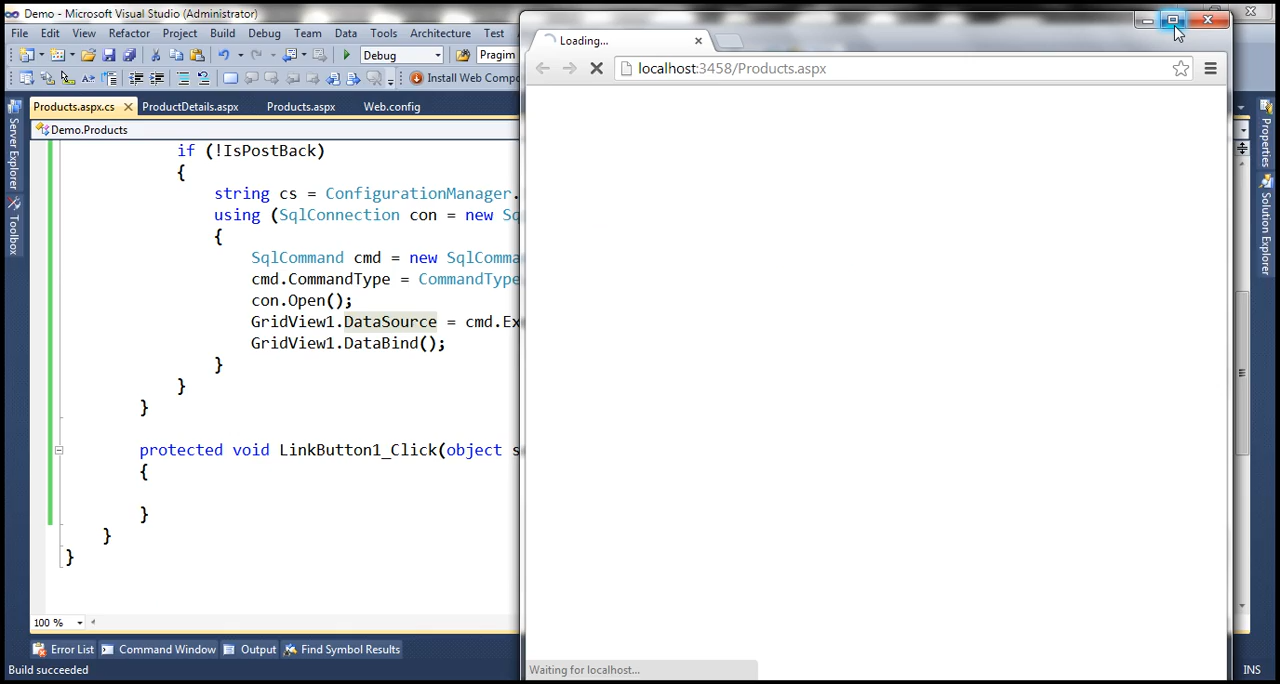 Demo - Microsoft Visual Studio (Administrator)
File Edit View Refactor Project Build Debug Team Data Tools Architecture Test
Debug Pragim
Install Web Compo
Products.aspx.cs ProductDetails.aspx Products.aspx Web.config
Demo.Products
if (!IsPostBack)
{
string cs = ConfigurationManager.
using (SqlConnection con = new Sq
{
SqlCommand cmd = new SqlComma
cmd.CommandType = CommandType
con.Open();
GridView1.DataSource = cmd.Ex
GridView1.DataBind();
}
}
}
protected void LinkButton1_Click(object s
{
}
}
}
100 %
Error List Command Window Output Find Symbol Results
Build succeeded
INS
Server Explorer
Toolbox
Loading...
localhost:3458/Products.aspx
Waiting for localhost...
Properties
Solution Explorer